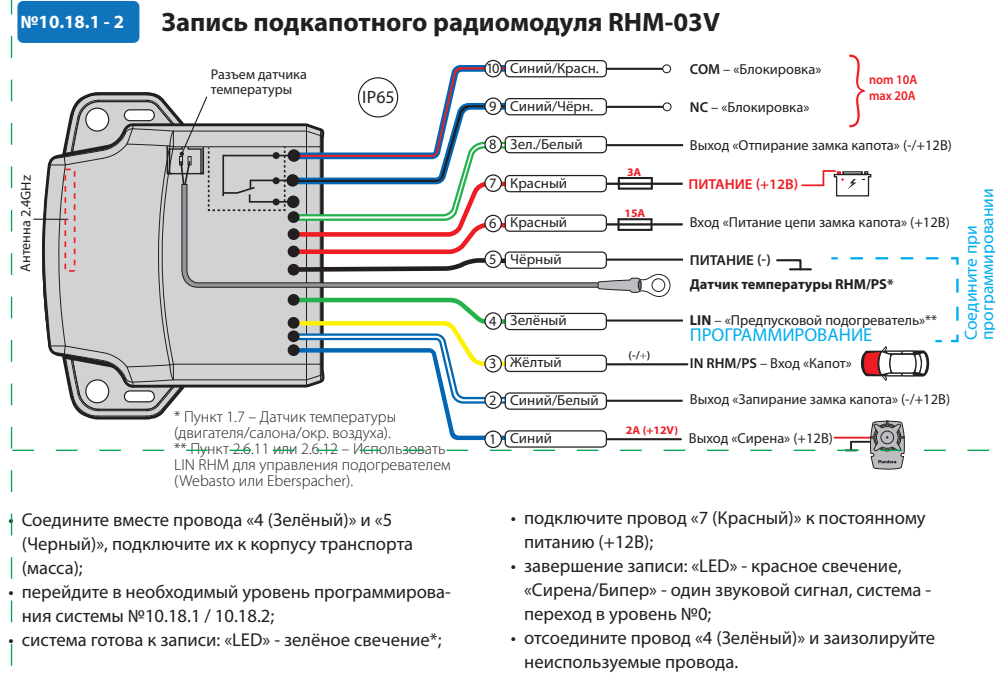 №10.18.1 - 2
Запись подкапотного радиомодуля RHM-03V
Разъем датчика
температуры
IP65
Антенна 2.4GHz
10 Синий/Красн.
COM – «Блокировка»
nom 10A
max 20A
9 Синий/Чёрн.
NC – «Блокировка»
8 Зел./Белый
Выход «Отпирание замка капота» (-/+12В)
7 Красный
3A
ПИТАНИЕ (+12В)
6 Красный
15A
Вход «Питание цепи замка капота» (+12В)
5 Чёрный
ПИТАНИЕ (-)
Датчик температуры RHM/PS*
4 Зелёный
LIN – «Предпусковой подогреватель»**
ПРОГРАММИРОВАНИЕ
Соедините при
программировании
3 Жёлтый
(-/+)
IN RHM/PS – Вход «Капот»
2 Синий/Белый
Выход «Запирание замка капота» (-/+12В)
1 Синий
2A (+12V)
Выход «Сирена» (+12В)
Pandora
* Пункт 1.7 – Датчик температуры
(двигателя/салона/окр. воздуха).
** Пункт 2.6.11 или 2.6.12 – Использовать
LIN RHM для управления подогревателем
(Webasto или Eberspacher).
• Соедините вместе провода «4 (Зелёный)» и «5
(Черный)», подключите их к корпусу транспорта
(масса);
• перейдите в необходимый уровень программирова-
ния системы №10.18.1 / 10.18.2;
• система готова к записи: «LED» - зелёное свечение*;
• подключите провод «7 (Красный)» к постоянному
питанию (+12В);
• завершение записи: «LED» - красное свечение,
«Сирена/Бипер» - один звуковой сигнал, система -
переход в уровень №0;
• отсоедините провод «4 (Зелёный)» и заизолируйте
неиспользуемые провода.